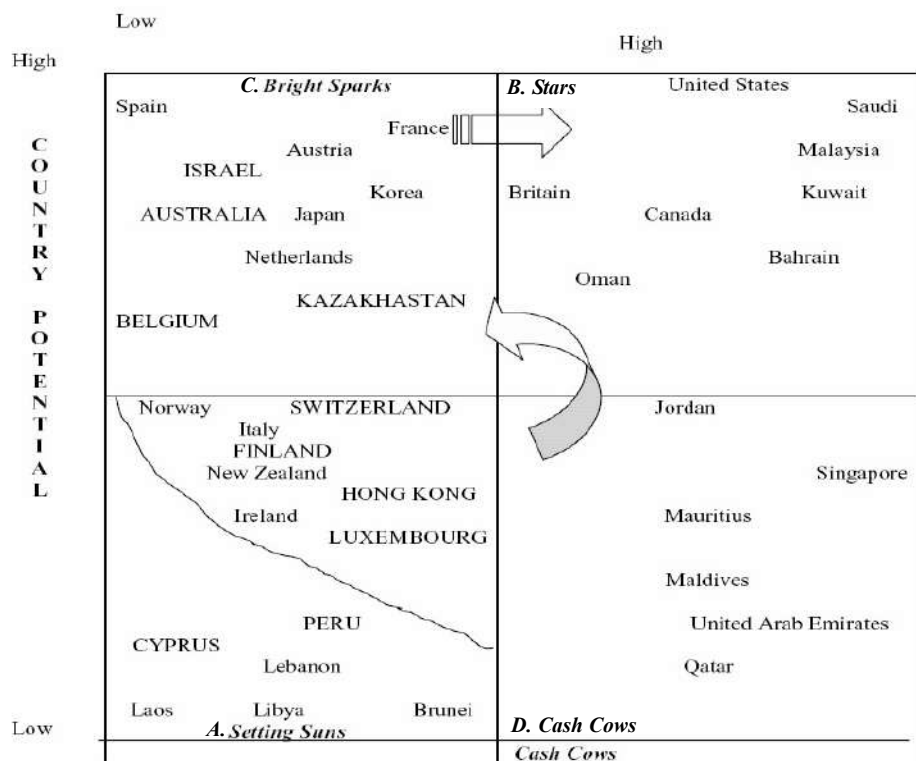 Low
High
High
C. Bright Sparks
B. Stars
United States
Spain
Saudi
France
Austria
Malaysia
ISRAEL
Korea
Britain
Kuwait
AUSTRALIA
Japan
Canada
Netherlands
Bahrain
Oman
KAZAKHASTAN
BELGIUM
COUNTRY POTENTIAL
Norway
SWITZERLAND
Jordan
Italy
FINLAND
New Zealand
Singapore
HONG KONG
Ireland
Mauritius
LUXEMBOURG
Maldives
PERU
United Arab Emirates
CYPRUS
Lebanon
Qatar
Laos
Libya
Brunei
Low
A. Setting Suns
D. Cash Cows
Cash Cows